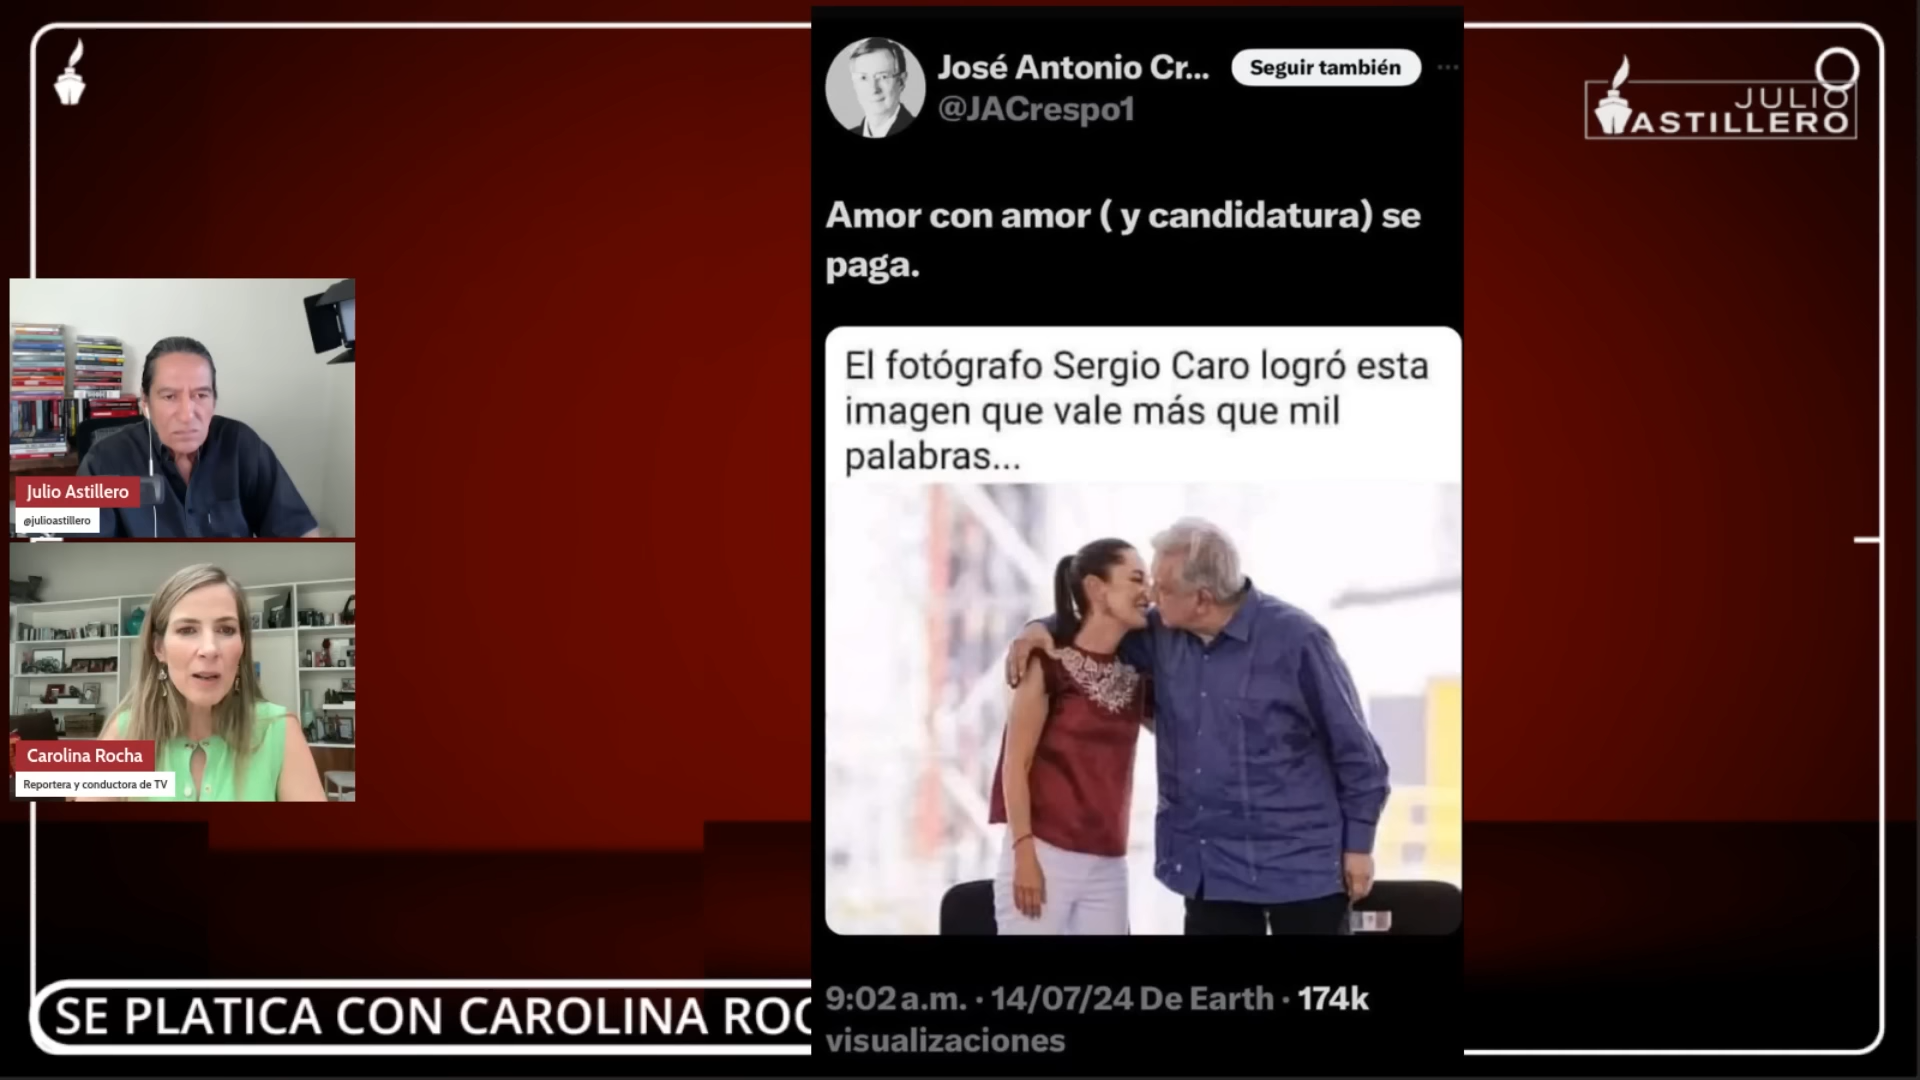 José Antonio Cr...
Seguir también
@JACrespo1
JULIO
ASTILLERO
Amor con amor ( y candidatura) se
paga.
El fotógrafo Sergio Caro logró esta
imagen que vale más que mil
palabras...
Julio Astillero
@julioastillero
Carolina Rocha
Reportera y conductora de TV
9:02 a.m. · 14/07/24 De Earth · 174k
visualizaciones
SE PLATICA CON CAROLINA ROC